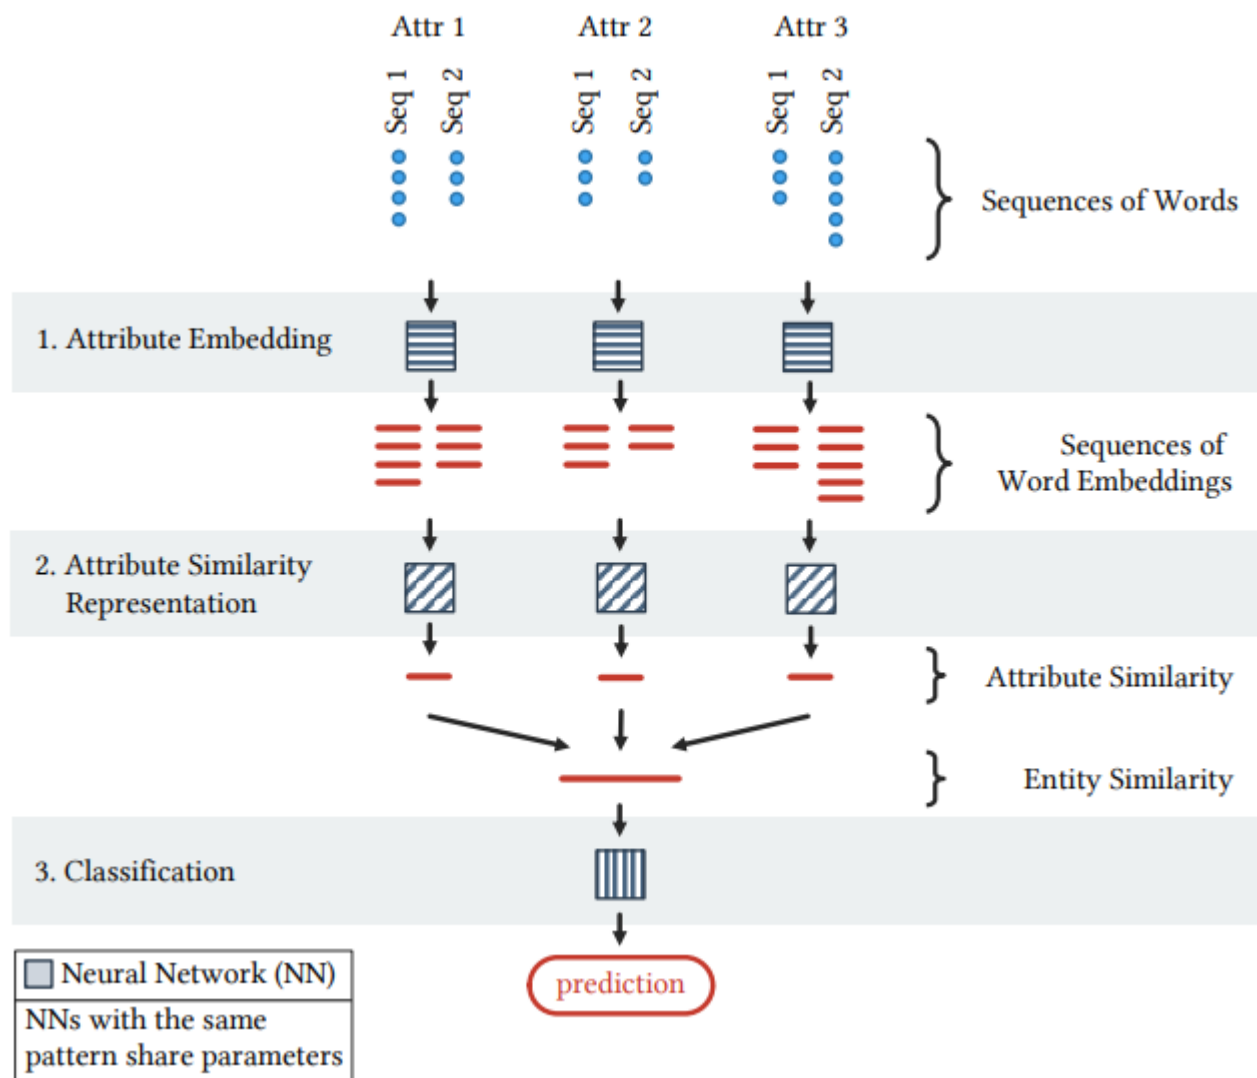 Attr 1
Attr 2
Attr 3
Seq 1
Seq 2
Seq 1
Seq 2
Seq 1
Seq 2
Sequences of Words
1. Attribute Embedding
Sequences of
Word Embeddings
2. Attribute Similarity
Representation
Attribute Similarity
Entity Similarity
3. Classification
prediction
Neural Network (NN)
NNs with the same
pattern share parameters